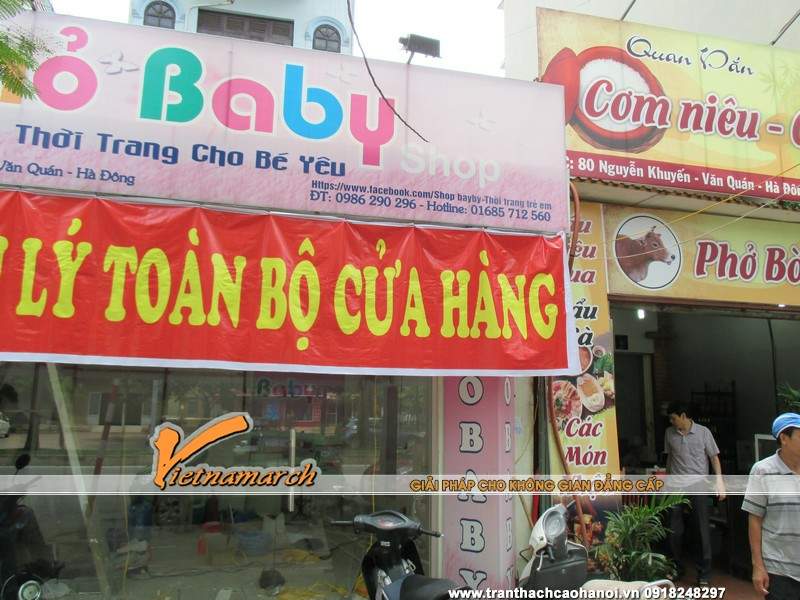 Baby
Shop
Thời Trang Cho Bé Yêu
Văn Quán - Hà Đông
Https://www.facebook.com/Shop bayby-Thời trang trẻ em
ĐT: 0986 290 296 - Hotline: 01685 712 560
LÝ TOÀN BỘ CỬA HÀNG
Quan Vắn
Cơm niêu -
80 Nguyễn Khuyến - Văn Quán - Hà Đô
Phở Bò
Các
Món
OBABY
Vietnamarch
GIẢI PHÁP CHO KHÔNG GIAN ĐẲNG CẤP
www.tranthachcaohanoi.vn 0918248297